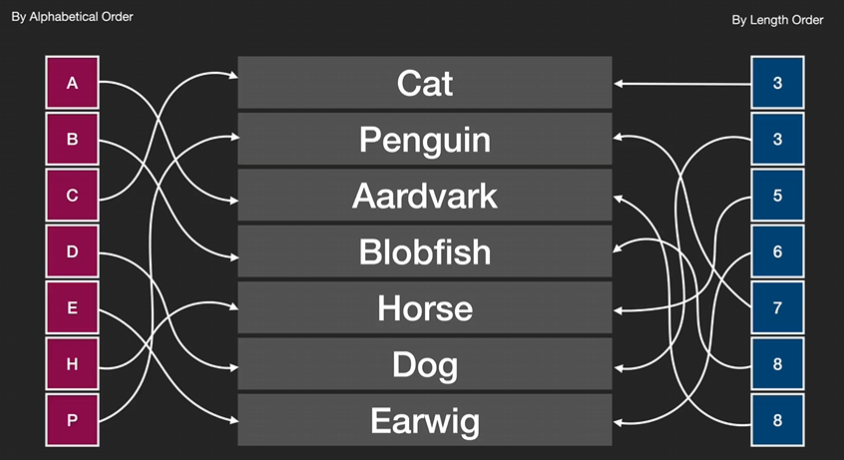 By Alphabetical Order
By Length Order
A
Cat
3
B
Penguin
3
C
Aardvark
5
D
Blobfish
6
E
Horse
7
H
Dog
8
P
Earwig
8